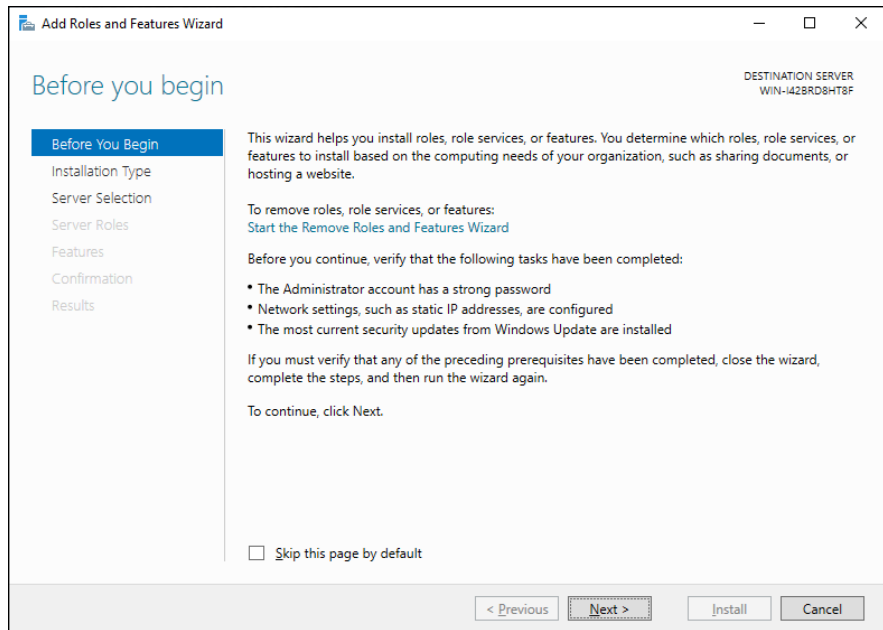 Add Roles and Features Wizard
Before you begin
DESTINATION SERVER
WIN-I42BRD8HT8F
Before You Begin
Installation Type
Server Selection
Server Roles
Features
Confirmation
Results
This wizard helps you install roles, role services, or features. You determine which roles, role services, or
features to install based on the computing needs of your organization, such as sharing documents, or
hosting a website.
To remove roles, role services, or features:
Start the Remove Roles and Features Wizard
Before you continue, verify that the following tasks have been completed:
• The Administrator account has a strong password
• Network settings, such as static IP addresses, are configured
• The most current security updates from Windows Update are installed
If you must verify that any of the preceding prerequisites have been completed, close the wizard,
complete the steps, and then run the wizard again.
To continue, click Next.
Skip this page by default
< Previous
Next >
Install
Cancel